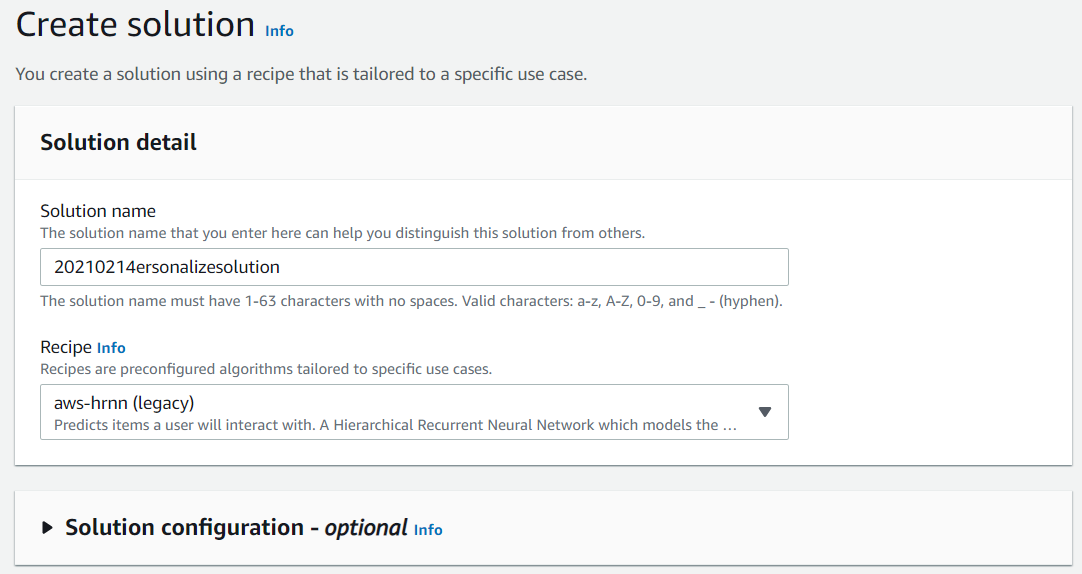 Create solution Info
You create a solution using a recipe that is tailored to a specific use case.
Solution detail
Solution name
The solution name that you enter here can help you distinguish this solution from others.
20210214ersonalizesolution
The solution name must have 1-63 characters with no spaces. Valid characters: a-z, A-Z, 0-9, and _ - (hyphen).
Recipe Info
Recipes are preconfigured algorithms tailored to specific use cases.
aws-hrnn (legacy)
Predicts items a user will interact with. A Hierarchical Recurrent Neural Network which models the ...
Solution configuration - optional Info